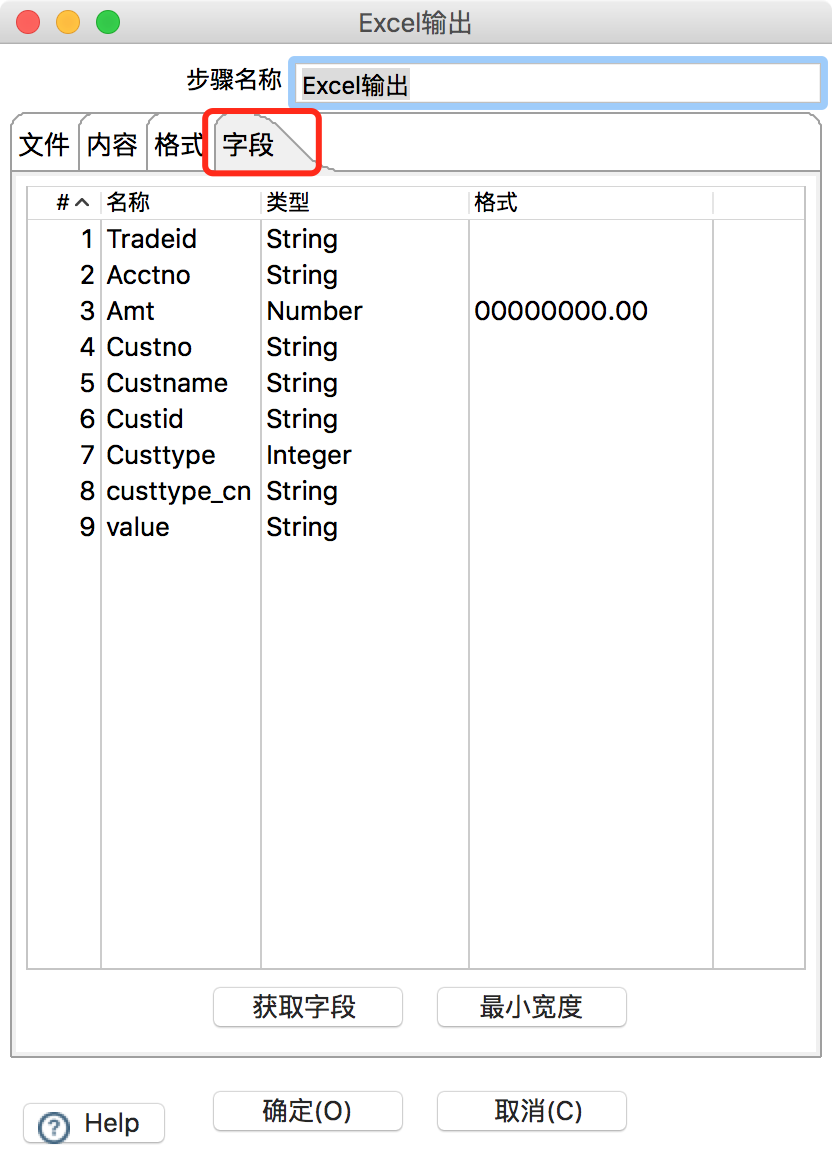 Excel输出
步骤名称 Excel输出
文件 内容 格式 字段
# 名称 类型 格式
1 Tradeid String
2 Acctno String
3 Amt Number 00000000.00
4 Custno String
5 Custname String
6 Custid String
7 Custtype Integer
8 custtype_cn String
9 value String
获取字段 最小宽度
? Help 确定(O) 取消(C)